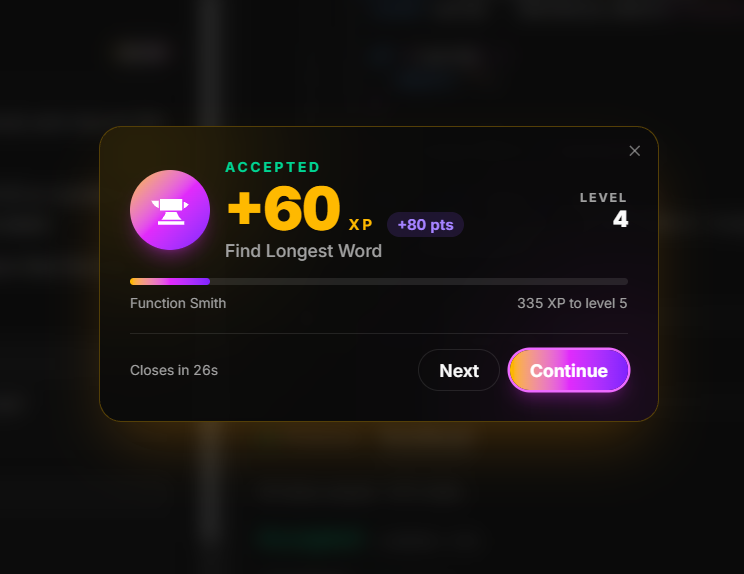 ACCEPTED
+60 XP +80 pts
Find Longest Word
LEVEL
4
Function Smith
335 XP to level 5
Closes in 26s
Next
Continue